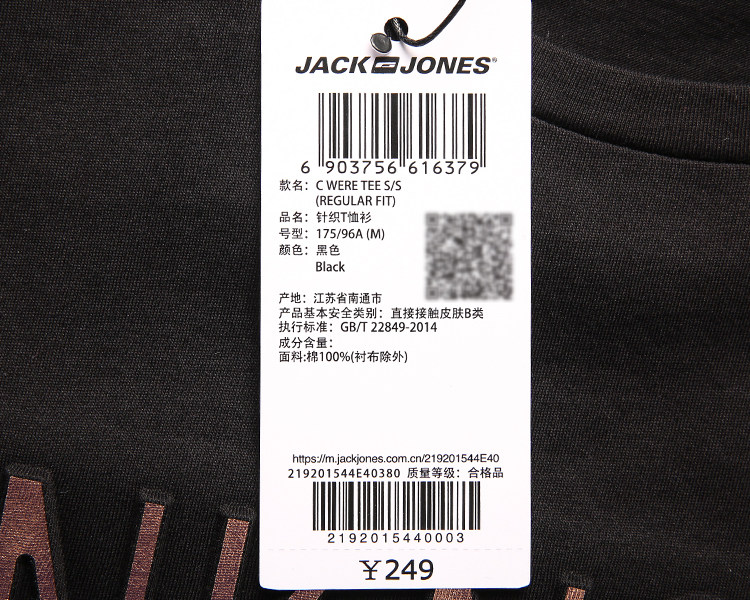 JACK JONES®
6 903756 616379
款名: C WERE TEE S/S
(REGULAR FIT)
品名: 针织T恤衫
号型: 175/96A (M)
颜色: 黑色
Black
产地: 江苏省南通市
产品基本安全类别: 直接接触皮肤B类
执行标准: GB/T 22849-2014
成分含量:
面料:棉100%(衬布除外)
https://m.jackjones.com.cn/219201544E40
219201544E40380 质量等级: 合格品
2192015440003
¥249